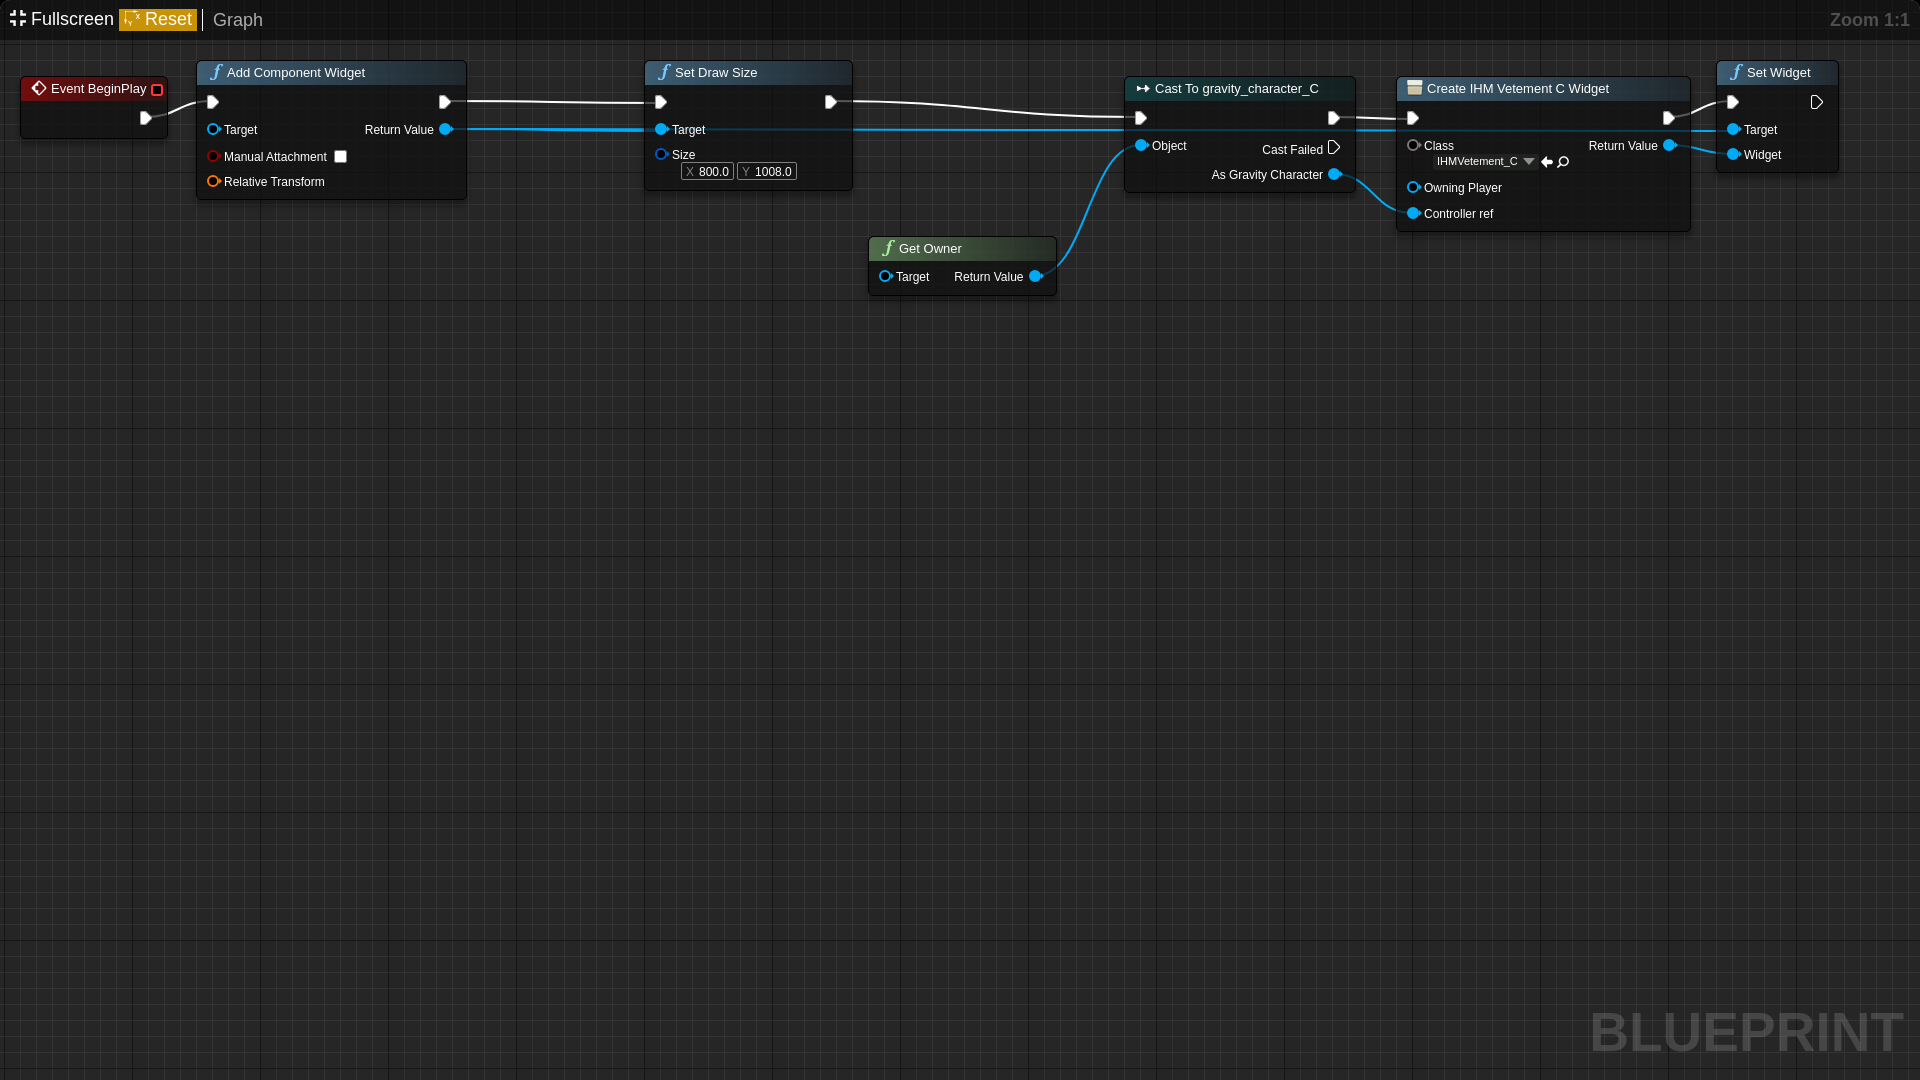 Fullscreen Reset Graph Zoom 1:1
Event BeginPlay
Add Component Widget
Target Return Value
Manual Attachment
Relative Transform
Set Draw Size
Target
Size
X 800.0 Y 1008.0
Get Owner
Target Return Value
Cast To gravity_character_C
Object
Cast Failed
As Gravity Character
Create IHM Vetement C Widget
Class Return Value
IHMVetement_C
Owning Player
Controller ref
Set Widget
Target
Widget
BLUEPRINT